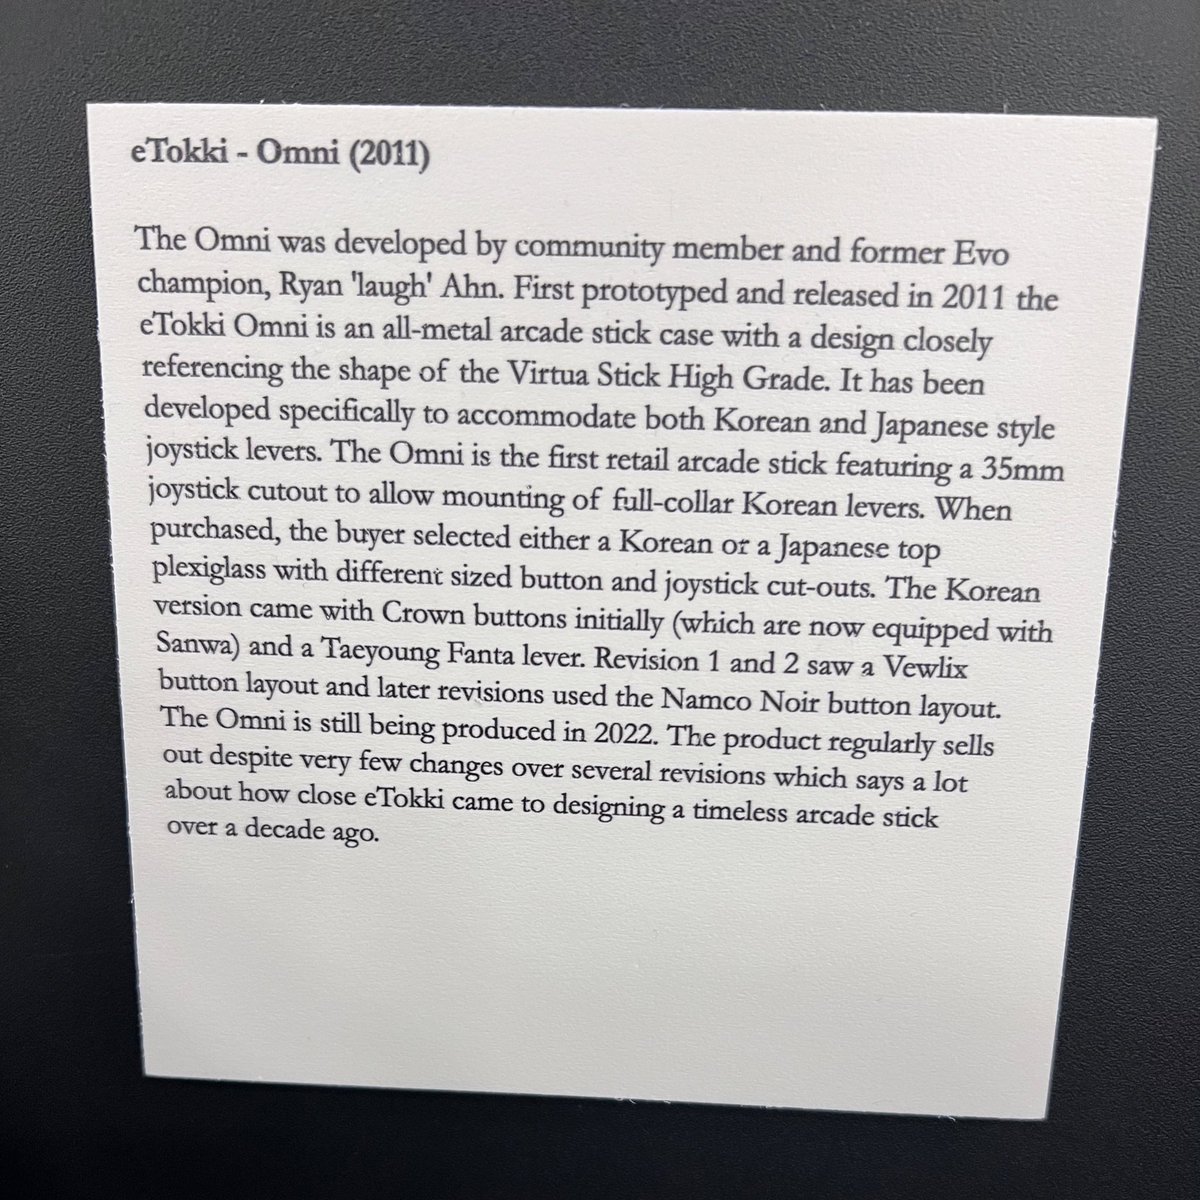 eTokki - Omni (2011)
The Omni was developed by community member and former Evo
champion, Ryan 'laugh' Ahn. First prototyped and released in 2011 the
eTokki Omni is an all-metal arcade stick case with a design closely
referencing the shape of the Virtua Stick High Grade. It has been
developed specifically to accommodate both Korean and Japanese style
joystick levers. The Omni is the first retail arcade stick featuring a 35mm
joystick cutout to allow mounting of full-collar Korean levers. When
purchased, the buyer selected either a Korean or a Japanese top
plexiglass with different sized button and joystick cut-outs. The Korean
version came with Crown buttons initially (which are now equipped with
Sanwa) and a Taeyoung Fanta lever. Revision 1 and 2 saw a Vewlix
button layout and later revisions used the Namco Noir button layout.
The Omni is still being produced in 2022. The product regularly sells
out despite very few changes over several revisions which says a lot
about how close eTokki came to designing a timeless arcade stick
over a decade ago.